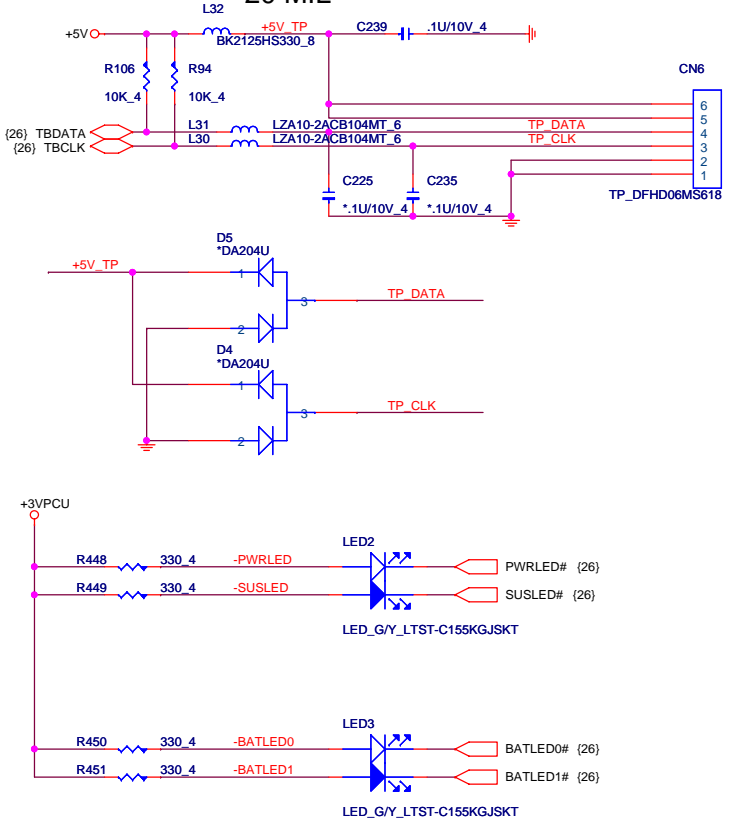 L32
+5V
+5V_TP
BK2125HS330_8
C239
.1U/10V_4
R106
R94
10K_4
10K_4
CN6
6
5
4
3
2
1
TP_DFHD06MS618
{26} TBDATA
{26} TBCLK
L31
LZA10-2ACB104MT_6
L30
LZA10-2ACB104MT_6
TP_DATA
TP_CLK
C225
*.1U/10V_4
C235
*.1U/10V_4
D5
*DA204U
+5V_TP
1
2
3
TP_DATA
D4
*DA204U
1
2
3
TP_CLK
+3VPCU
LED2
R448 330_4 -PWRLED PWRLED# {26}
R449 330_4 -SUSLED SUSLED# {26}
LED_G/Y_LTST-C155KGJSKT
LED3
R450 330_4 -BATLED0 BATLED0# {26}
R451 330_4 -BATLED1 BATLED1# {26}
LED_G/Y_LTST-C155KGJSKT